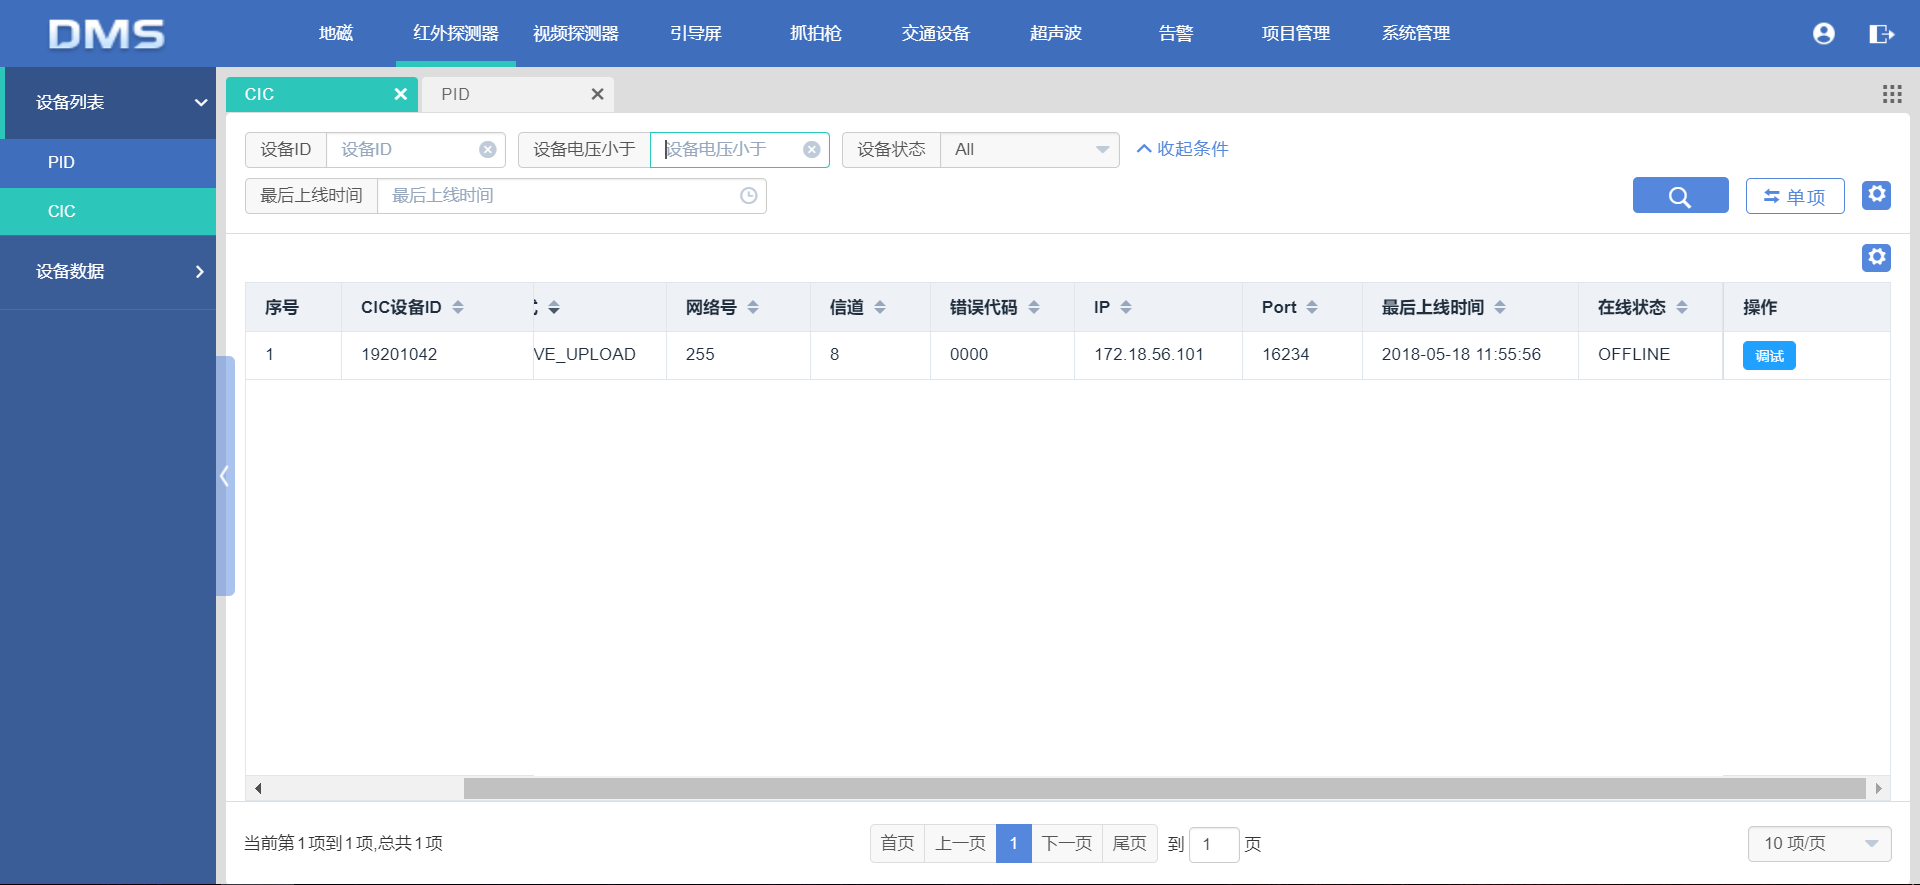 DMS 地磁 红外探测器 视频探测器 引导屏 抓拍枪 交通设备 超声波 告警 项目管理 系统管理
设备列表
PID
CIC
设备数据
CIC PID
设备ID 设备ID 设备电压小于 设备电压小于 设备状态 All 收起条件
最后上线时间 最后上线时间 单项
序号 CIC设备ID 网络号 信道 错误代码 IP Port 最后上线时间 在线状态 操作
1 19201042 VE_UPLOAD 255 8 0000 172.18.56.101 16234 2018-05-18 11:55:56 OFFLINE 调试
当前第1项到1项,总共1项 首页 上一页 1 下一页 尾页 到 1 页 10 项/页